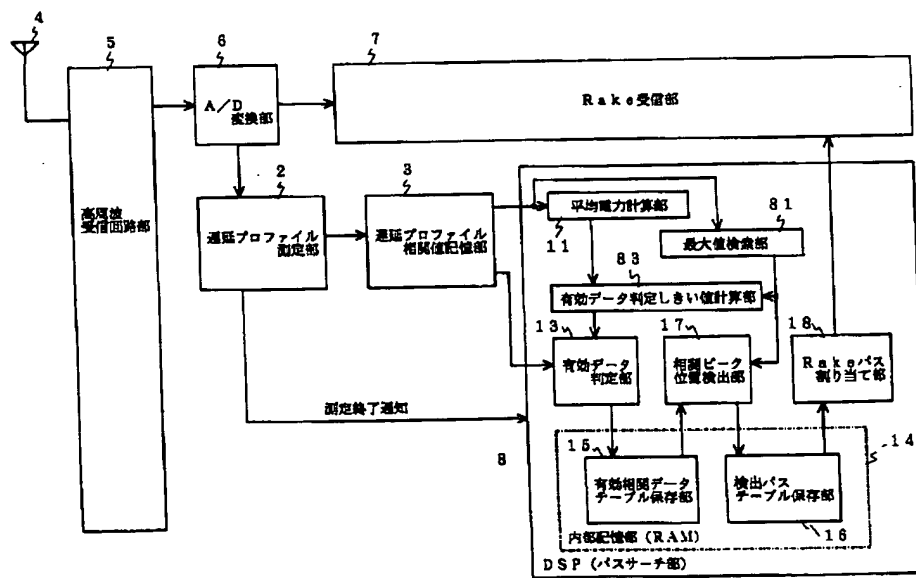 4
5
6
7
A/D
変換部
Rake受信部
高周波
受信回路部
2
遅延プロファイル
測定部
3
遅延プロファイル
相関値記憶部
平均電力計算部
11
81
最大値検索部
83
有効データ判定しきい値計算部
13
有効データ
判定部
17
相関ピーク
位置検出部
18
Rakeパス
割り当て部
測定終了通知
8
14
15
有効相関データ
テーブル保存部
検出パス
テーブル保存部
16
内部記憶部(RAM)
DSP(パスサーチ部)